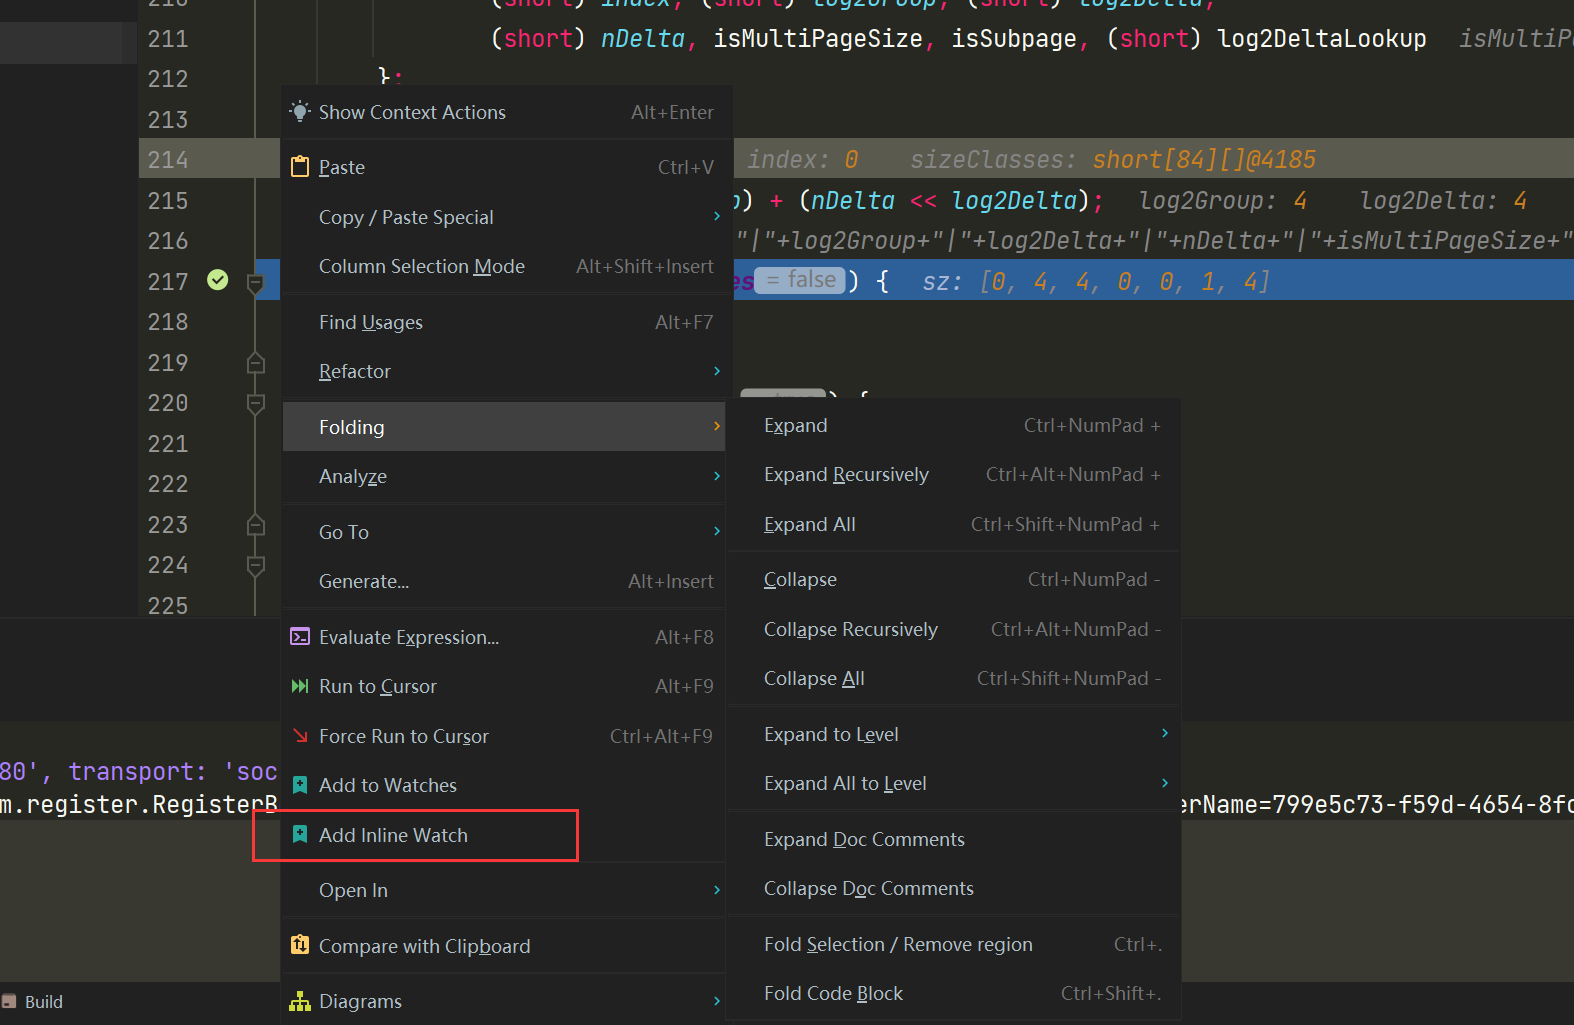 210 (short) index, (short) log2Group, (short) log2Delta,
211 (short) nDelta, isMultiPageSize, isSubpage, (short) log2DeltaLookup isMultiP
212 };
213
214 index: 0 sizeClasses: short[84][]@4185
215 ) + (nDelta << log2Delta); log2Group: 4 log2Delta: 4
216 "|"+log2Group+"|"+log2Delta+"|"+nDelta+"|"+isMultiPageSize+"
217 es = false ) { sz: [0, 4, 4, 0, 0, 1, 4]
218
219
220 ) {
221
222
223
224
225
Show Context Actions Alt+Enter
Paste Ctrl+V
Copy / Paste Special
Column Selection Mode Alt+Shift+Insert
Find Usages Alt+F7
Refactor
Folding
Analyze
Go To
Generate... Alt+Insert
Evaluate Expression... Alt+F8
Run to Cursor Alt+F9
Force Run to Cursor Ctrl+Alt+F9
Add to Watches
Add Inline Watch
Open In
Compare with Clipboard
Diagrams
Expand Ctrl+NumPad +
Expand Recursively Ctrl+Alt+NumPad +
Expand All Ctrl+Shift+NumPad +
Collapse Ctrl+NumPad -
Collapse Recursively Ctrl+Alt+NumPad -
Collapse All Ctrl+Shift+NumPad -
Expand to Level
Expand All to Level
Expand Doc Comments
Collapse Doc Comments
Fold Selection / Remove region Ctrl+.
Fold Code Block Ctrl+Shift+.
80', transport: 'soc
m.register.RegisterB
erName=799e5c73-f59d-4654-8fc
Build